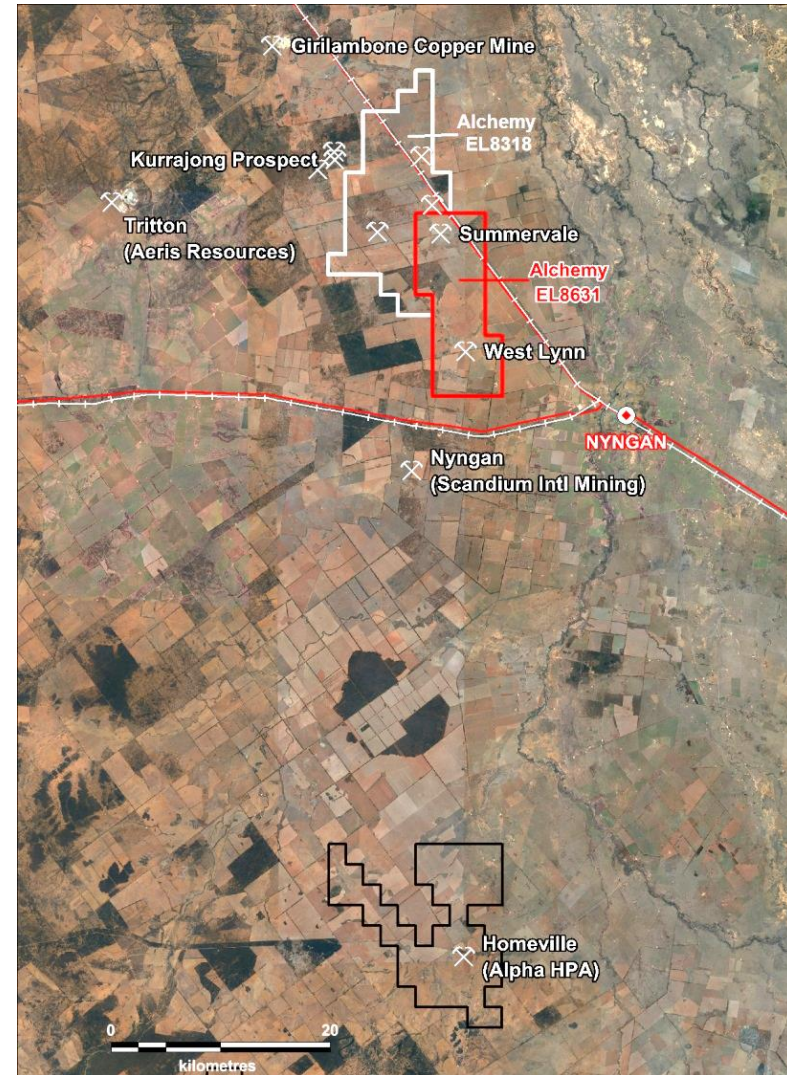 Girilambone Copper Mine
Alchemy
EL8318
Kurrajong Prospect
Tritton
(Aeris Resources)
Summervale
Alchemy
EL8631
West Lynn
NYNGAN
Nyngan
(Scandium Intl Mining)
Homeville
(Alpha HPA)
0 20
kilometres